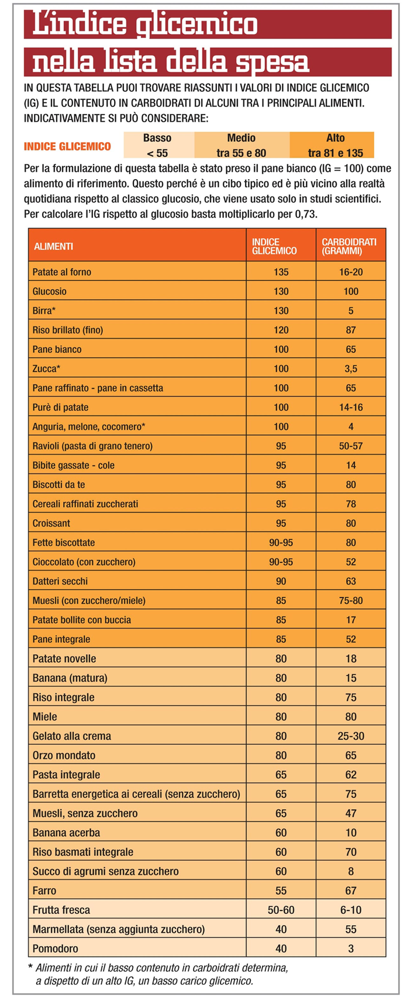 L'indice glicemico
nella lista della spesa
IN QUESTA TABELLA PUOI TROVARE RIASSUNTI I VALORI DI INDICE GLICEMICO
(IG) E IL CONTENUTO IN CARBOIDRATI DI ALCUNI TRA I PRINCIPALI ALIMENTI.
INDICATIVAMENTE SI PUÒ CONSIDERARE:
INDICE GLICEMICO
Basso Medio Alto
< 55 tra 55 e 80 tra 81 e 135
Per la formulazione di questa tabella è stato preso il pane bianco (IG = 100) come
alimento di riferimento. Questo perché è un cibo tipico ed è più vicino alla realtà
quotidiana rispetto al classico glucosio, che viene usato solo in studi scientifici.
Per calcolare l'IG rispetto al glucosio basta moltiplicarlo per 0,73.
ALIMENTI INDICE GLICEMICO CARBOIDRATI (GRAMMI)
Patate al forno 135 16-20
Glucosio 130 100
Birra* 130 5
Riso brillato (fino) 120 87
Pane bianco 100 65
Zucca* 100 3,5
Pane raffinato - pane in cassetta 100 65
Purè di patate 100 14-16
Anguria, melone, cocomero* 100 4
Ravioli (pasta di grano tenero) 95 50-57
Bibite gassate - cole 95 14
Biscotti da te 95 80
Cereali raffinati zuccherati 95 78
Croissant 95 80
Fette biscottate 90-95 80
Cioccolato (con zucchero) 90-95 52
Datteri secchi 90 63
Muesli (con zucchero/miele) 85 75-80
Patate bollite con buccia 85 17
Pane integrale 85 52
Patate novelle 80 18
Banana (matura) 80 15
Riso integrale 80 75
Miele 80 80
Gelato alla crema 80 25-30
Orzo mondato 80 65
Pasta integrale 65 62
Barretta energetica ai cereali (senza zucchero) 65 75
Muesli, senza zucchero 65 47
Banana acerba 60 10
Riso basmati integrale 60 70
Succo di agrumi senza zucchero 60 8
Farro 55 67
Frutta fresca 50-60 6-10
Marmellata (senza aggiunta zucchero) 40 55
Pomodoro 40 3
* Alimenti in cui il basso contenuto in carboidrati determina,
a dispetto di un alto IG, un basso carico glicemico.